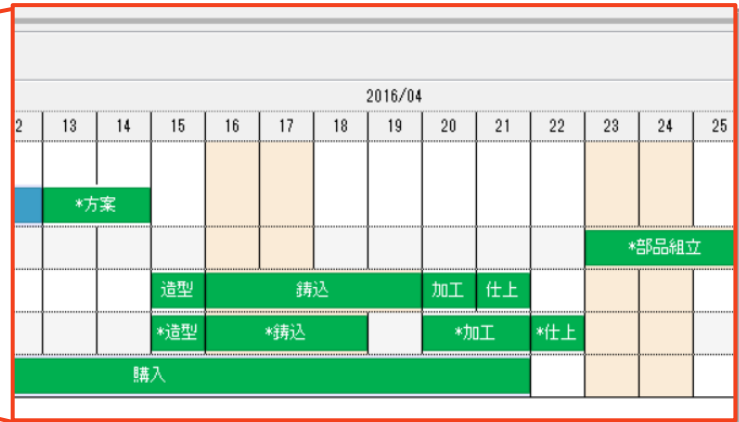 2016/04
2 13 14 15 16 17 18 19 20 21 22 23 24 25
*方案
*部品組立
造型 鋳込 加工 仕上
*造型 *鋳込 *加工 *仕上
購入